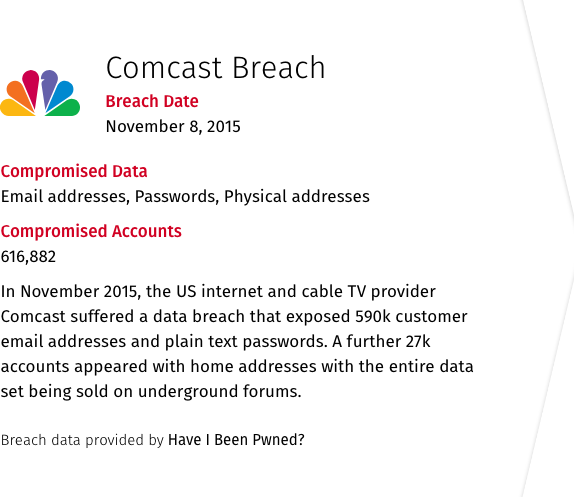 Comcast Breach
Breach Date
November 8, 2015
Compromised Data
Email addresses, Passwords, Physical addresses
Compromised Accounts
616,882
In November 2015, the US internet and cable TV provider
Comcast suffered a data breach that exposed 590k customer
email addresses and plain text passwords. A further 27k
accounts appeared with home addresses with the entire data
set being sold on underground forums.
Breach data provided by Have I Been Pwned?